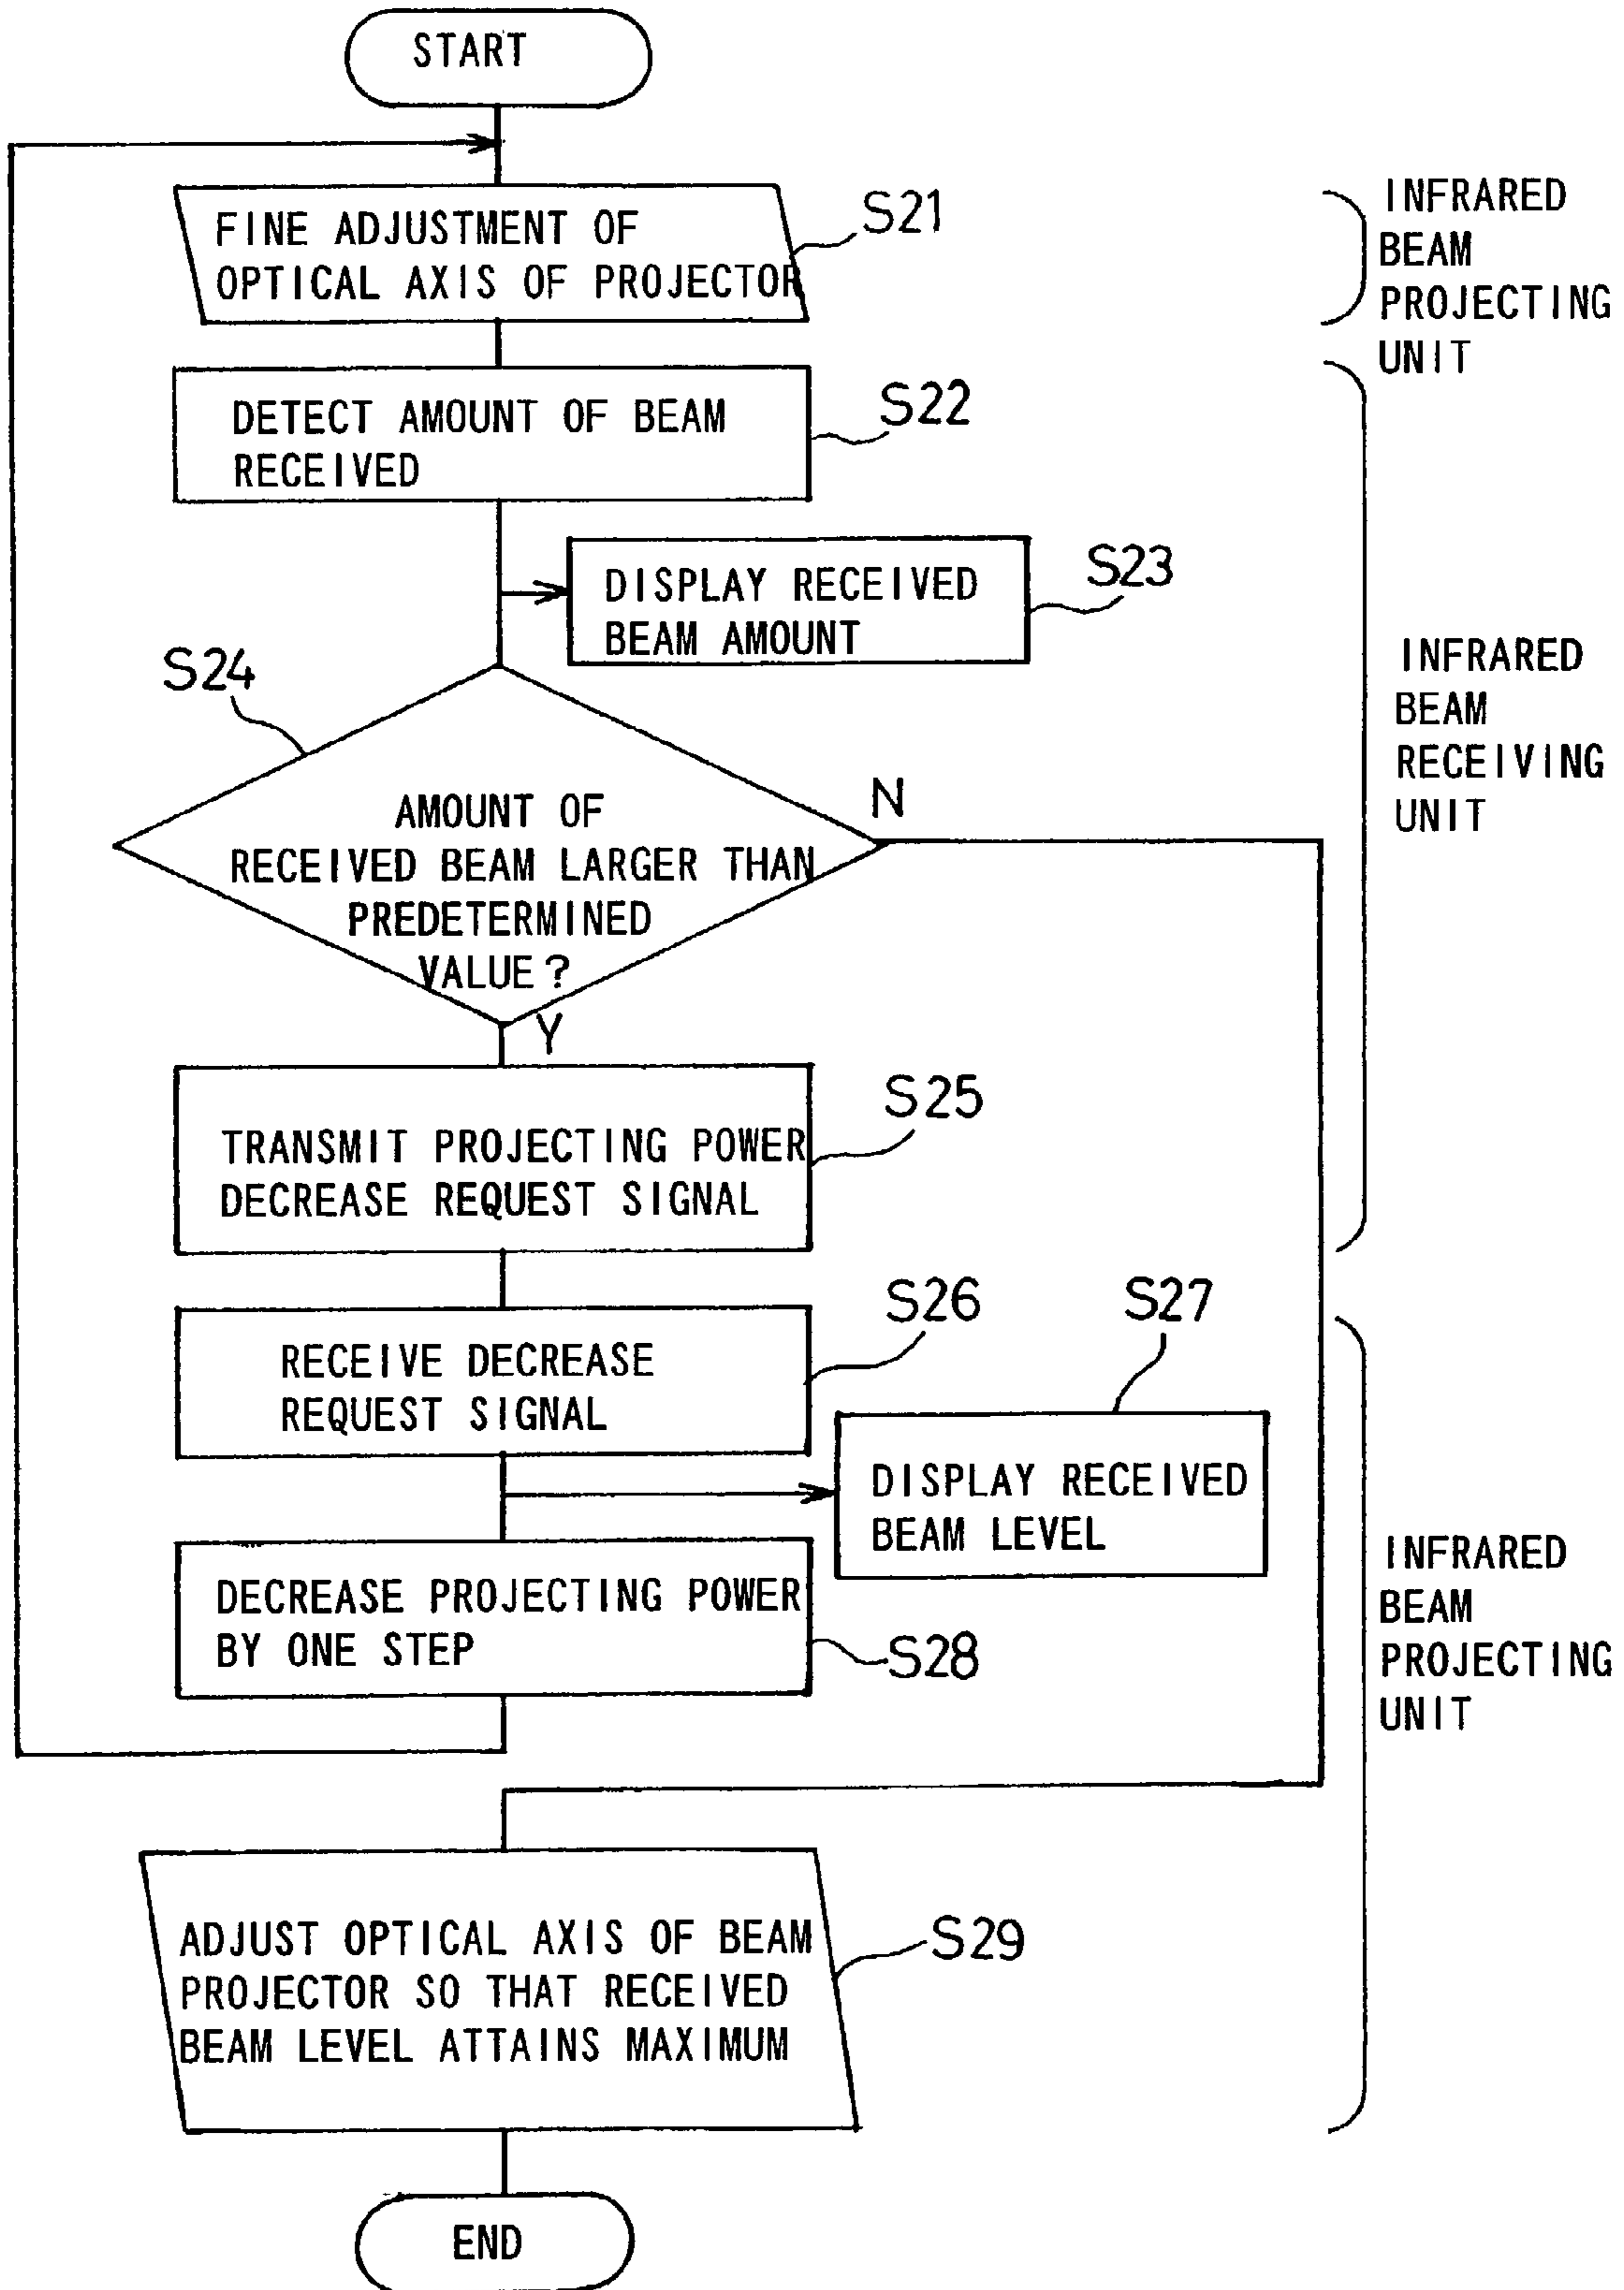 START
FINE ADJUSTMENT OF
OPTICAL AXIS OF PROJECTOR
S21
INFRARED
BEAM
PROJECTING
UNIT
DETECT AMOUNT OF BEAM
RECEIVED
S22
DISPLAY RECEIVED
BEAM AMOUNT
S23
S24
AMOUNT OF
RECEIVED BEAM LARGER THAN
PREDETERMINED
VALUE?
N
Y
INFRARED
BEAM
RECEIVING
UNIT
TRANSMIT PROJECTING POWER
DECREASE REQUEST SIGNAL
S25
RECEIVE DECREASE
REQUEST SIGNAL
S26
S27
DISPLAY RECEIVED
BEAM LEVEL
DECREASE PROJECTING POWER
BY ONE STEP
S28
INFRARED
BEAM
PROJECTING
UNIT
ADJUST OPTICAL AXIS OF BEAM
PROJECTOR SO THAT RECEIVED
BEAM LEVEL ATTAINS MAXIMUM
S29
END